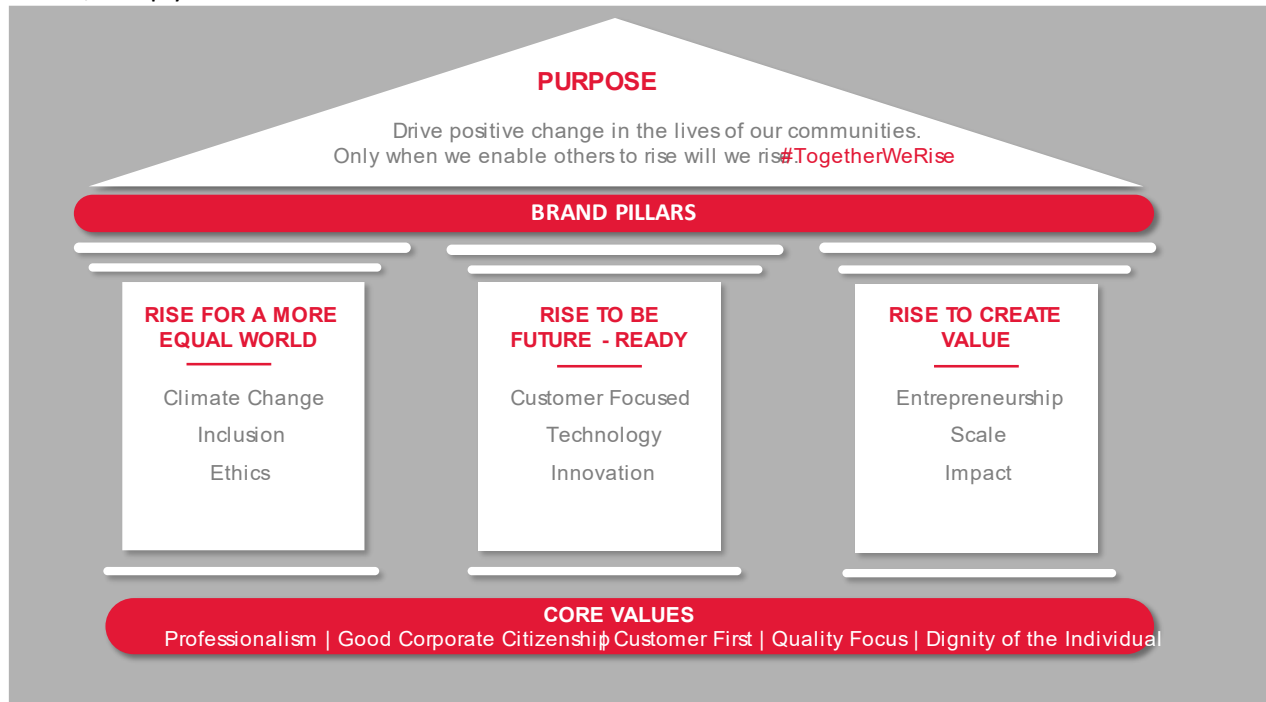 PURPOSE
Drive positive change in the lives of our communities.
Only when we enable others to rise will we rise. #TogetherWeRise
BRAND PILLARS
RISE FOR A MORE
EQUAL WORLD
Climate Change
Inclusion
Ethics
RISE TO BE
FUTURE - READY
Customer Focused
Technology
Innovation
RISE TO CREATE
VALUE
Entrepreneurship
Scale
Impact
CORE VALUES
Professionalism | Good Corporate Citizenship | Customer First | Quality Focus | Dignity of the Individual